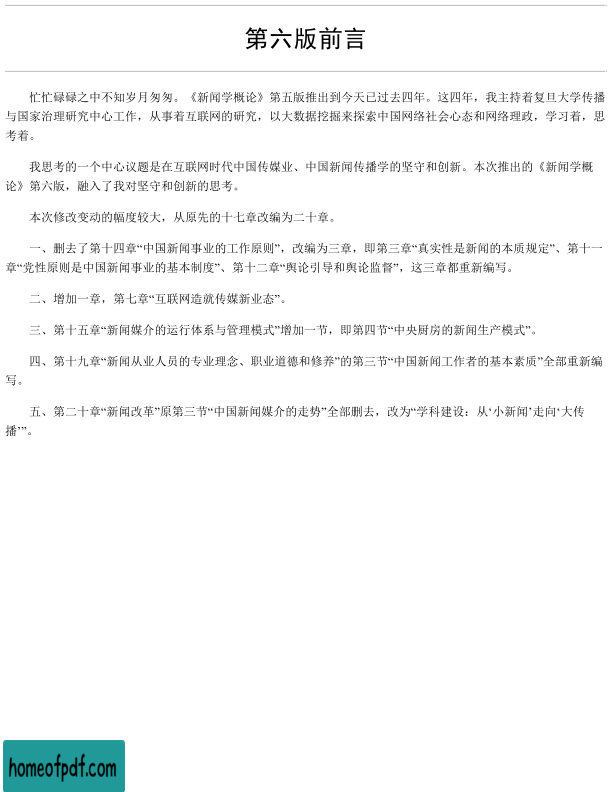 第六版前言
忙忙碌碌之中不知岁月匆匆。《新闻学概论》第五版推出到今天已过去四年。这四年，我主持着复旦大学传播
与国家治理研究中心工作，从事着互联网的研究，以大数据挖掘来探索中国网络社会心态和网络理政，学习着，思
考着。
我思考的一个中心议题是在互联网时代中国传媒业、中国新闻传播学的坚守和创新。本次推出的《新闻学概
论》第六版，融入了我对坚守和创新的思考。
本次修改变动的幅度较大，从原先的十七章改编为二十章。
一、删去了第十四章“中国新闻事业的工作原则”，改编为三章，即第三章“真实性是新闻的本质规定”、第十一
章“党性原则是中国新闻事业的基本制度”、第十二章“舆论引导和舆论监督”，这三章都重新编写。
二、增加一章，第七章“互联网造就传媒新业态”。
三、第十五章“新闻媒介的运行体系与管理模式”增加一节，即第四节“中央厨房的新闻生产模式”。
四、第十九章“新闻从业人员的专业理念、职业道德和修养”的第三节“中国新闻工作者的基本素质”全部重新编
写。
五、第二十章“新闻改革”原第三节“中国新闻媒介的走势”全部删去，改为“学科建设：从‘小新闻’走向‘大传
播’”。
homeofpdf.com